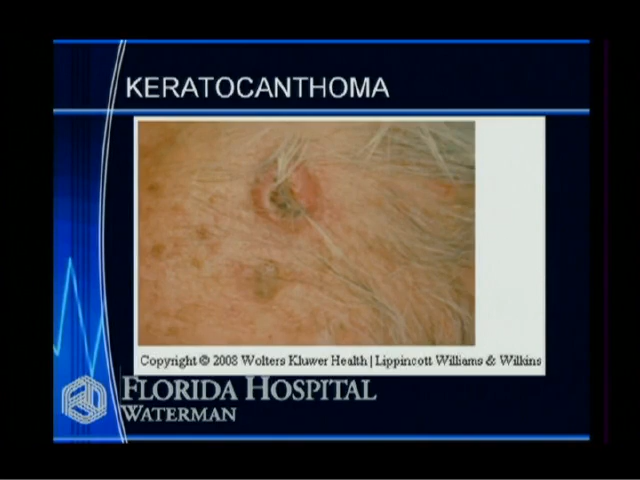 KERATOCANTHOMA
Copyright © 2008 Wolters Kluwer Health | Lippincott Williams & Wilkins
FLORIDA HOSPITAL
WATERMAN